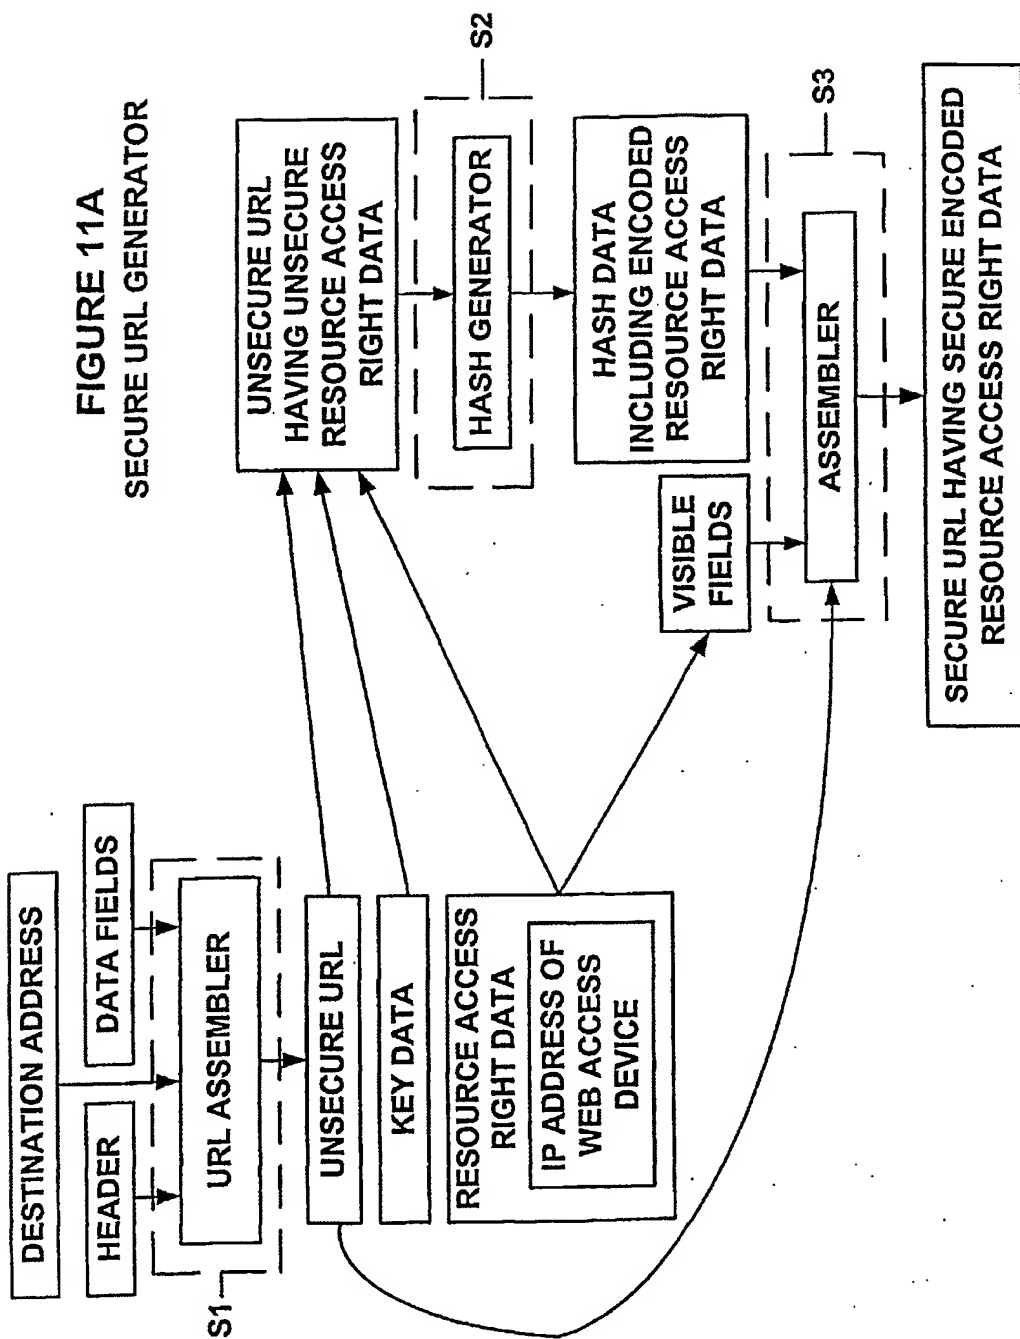 FIGURE 11A
SECURE URL GENERATOR
DESTINATION ADDRESS
HEADER
DATA FIELDS
S1
URL ASSEMBLER
UNSECURE URL
KEY DATA
RESOURCE ACCESS
RIGHT DATA
IP ADDRESS OF
WEB ACCESS
DEVICE
UNSECURE URL
HAVING UNSECURE
RESOURCE ACCESS
RIGHT DATA
S2
HASH GENERATOR
HASH DATA
INCLUDING ENCODED
RESOURCE ACCESS
RIGHT DATA
VISIBLE
FIELDS
S3
ASSEMBLER
SECURE URL HAVING SECURE ENCODED
RESOURCE ACCESS RIGHT DATA